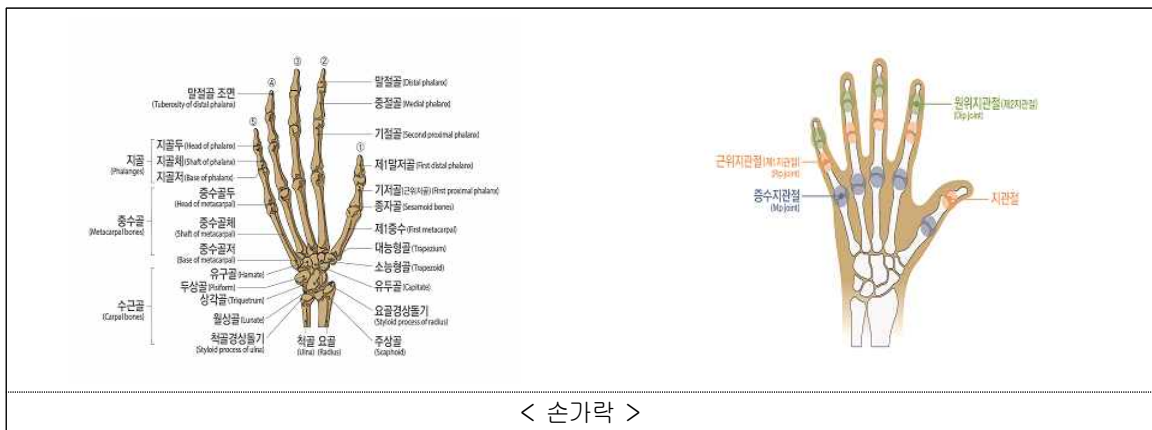 ③ ②
④
말절골 조면
(Tuberosity of distal phalanx)
⑤
지골
(Phalanges)
지골두 (Head of phalanx)
지골체 (Shaft of phalanx)
지골저 (Base of phalanx)
중수골
(Metacarpal bones)
중수골두
(Head of metacarpal)
중수골체
(Shaft of metacarpal)
중수골저
(Base of metacarpal)
수근골
(Carpal bones)
유구골 (Hamate)
두상골 (Pisiform)
삼각골 (Triquetrum)
월상골 (Lunate)
척골경상돌기
(Styloid process of ulna)
척골 요골
(Ulna) (Radius)
말절골 (Distal phalanx)
중절골 (Medial phalanx)
기절골 (Second proximal phalanx)
①
제1말저골 (First distal phalanx)
기저골(근위저골) (First proximal phalanx)
종자골 (Sesamoid bones)
제1중수 (First metacarpal)
대능형골 (Trapezium)
소능형골 (Trapezoid)
유두골 (Capitate)
요골경상돌기
(Styloid process of radius)
주상골
(Scaphoid)
원위지관절(제2지관절)
(Dip joint)
근위지관절(제1지관절)
(Pip joint)
중수지관절
(Mp joint)
지관절
< 손가락 >